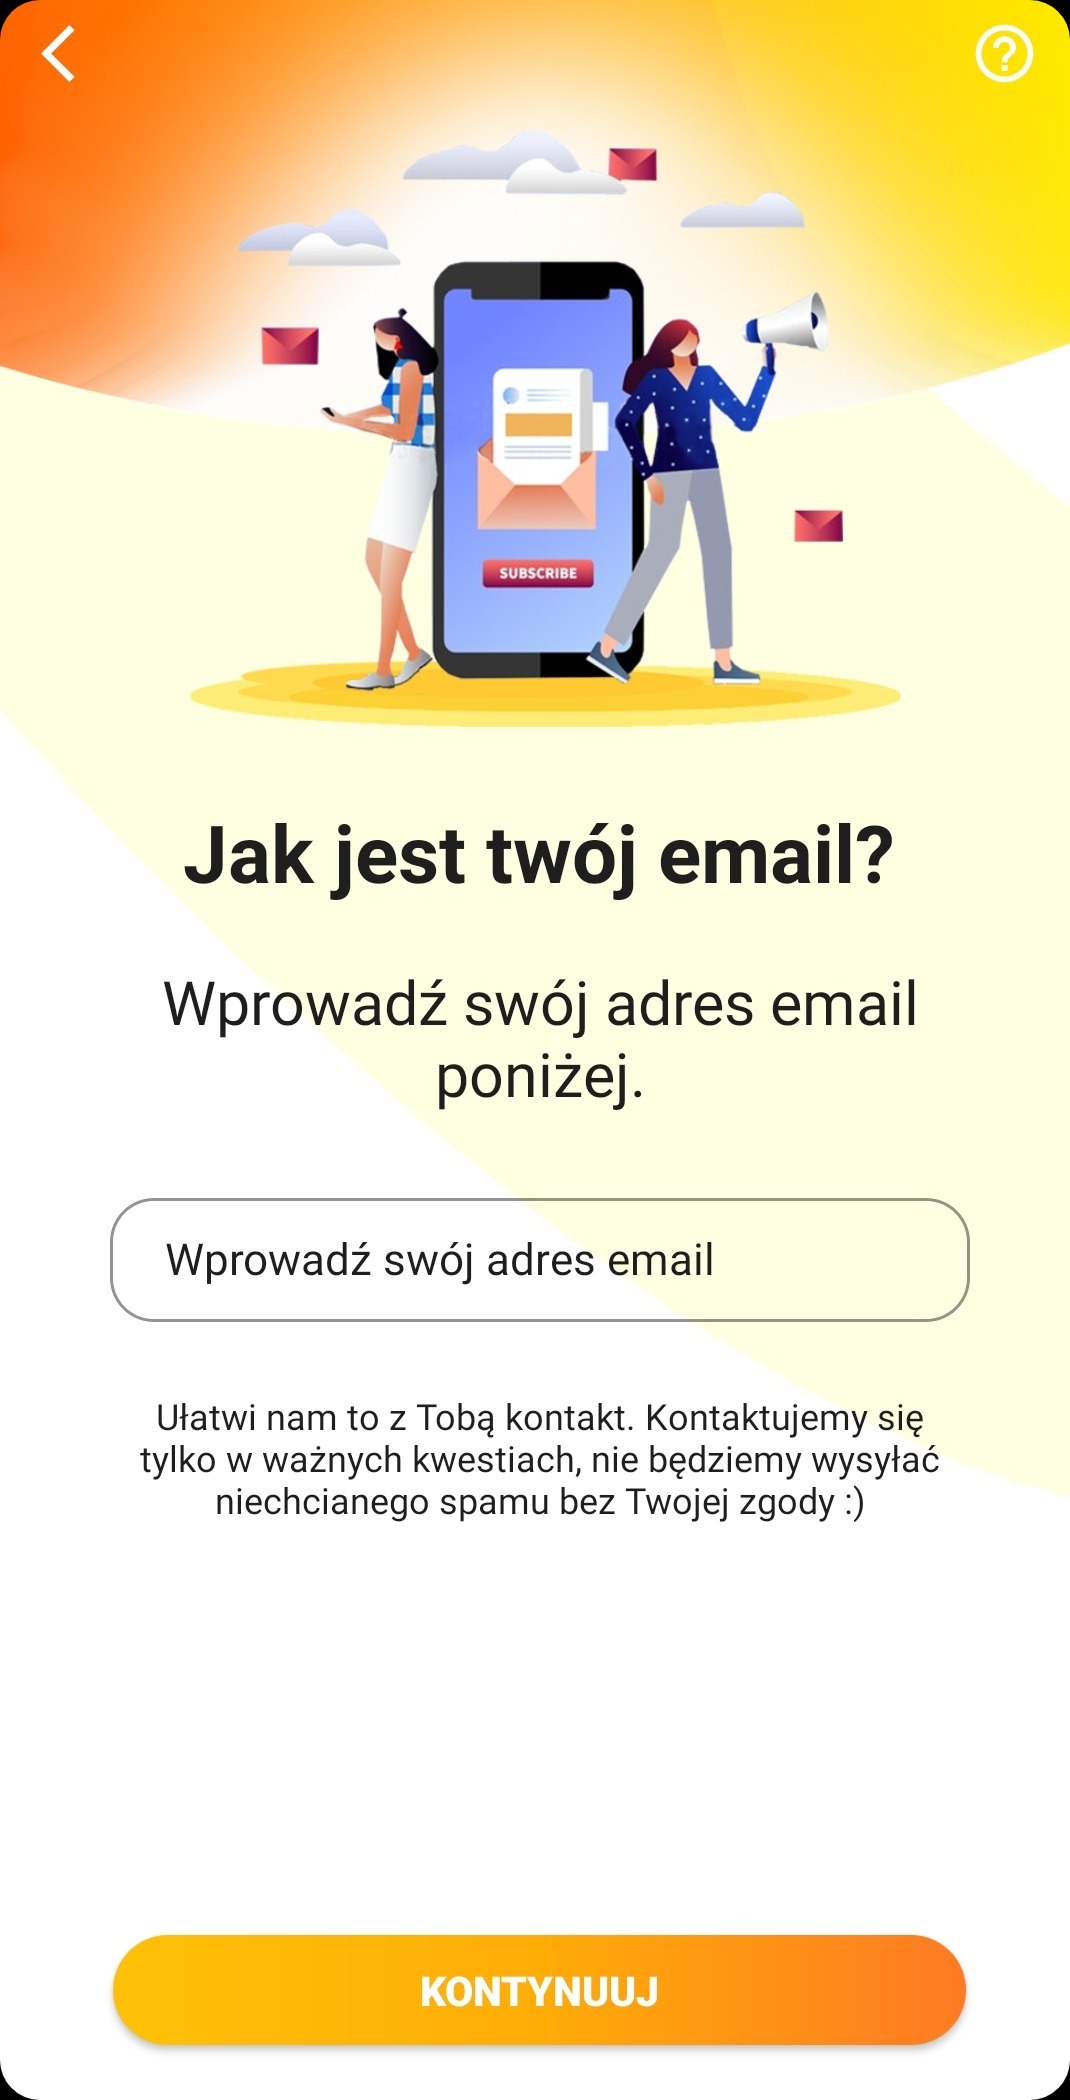 SUBSCRIBE
Jak jest twój email?
Wprowadź swój adres email
poniżej.
Wprowadź swój adres email
Ułatwi nam to z Tobą kontakt. Kontaktujemy się
tylko w ważnych kwestiach, nie będziemy wysyłać
niechcianego spamu bez Twojej zgody :)
KONTYNUUJ